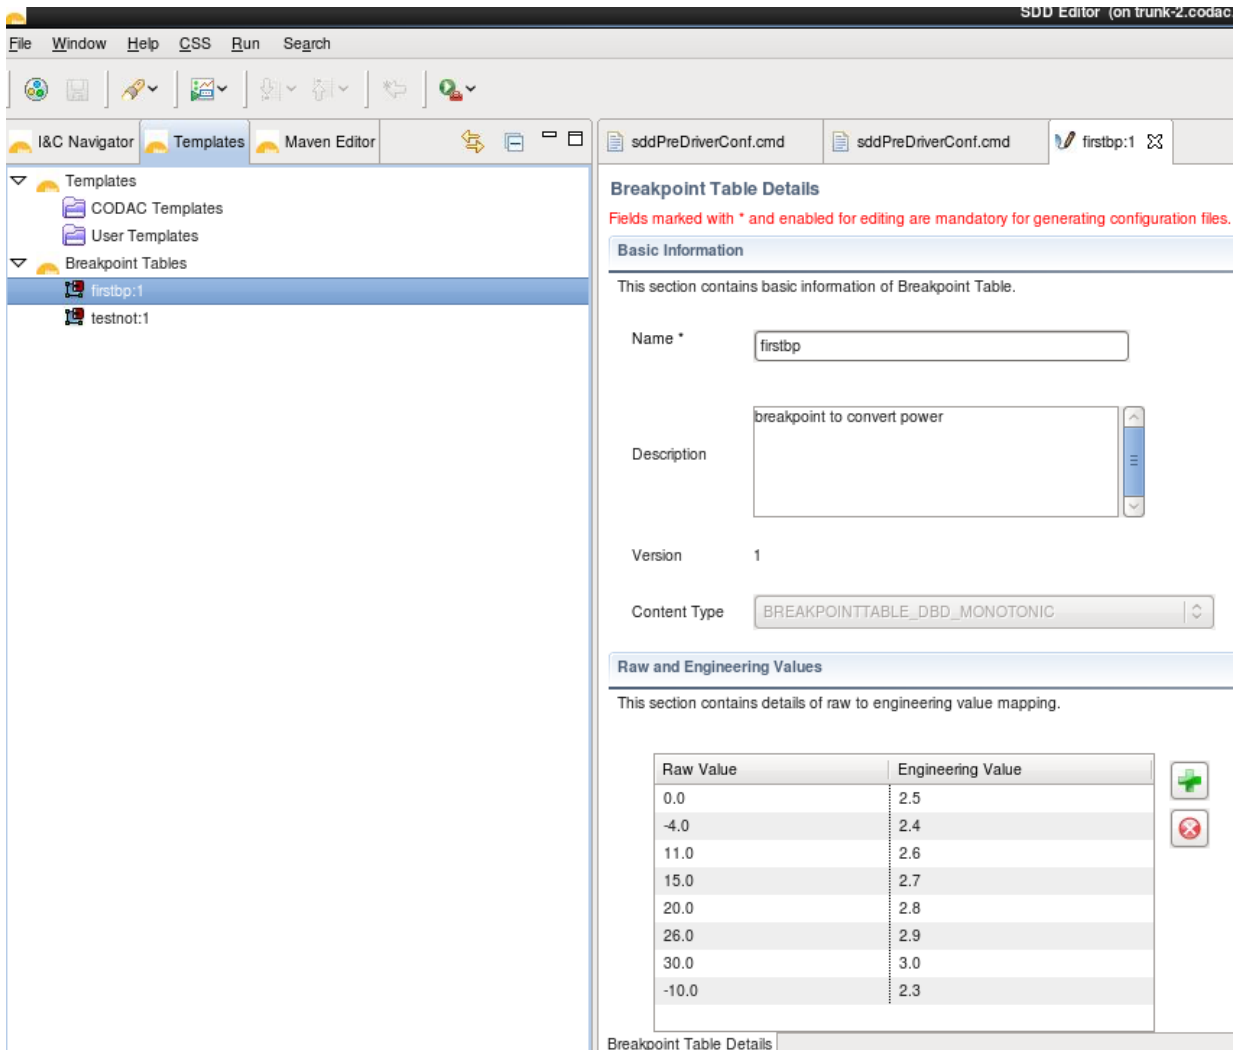 SDD Editor (on trunk-2.codac.
File Window Help CSS Run Search
I&C Navigator Templates Maven Editor
sddPreDriverConf.cmd sddPreDriverConf.cmd firstbp:1
Templates
CODAC Templates
User Templates
Breakpoint Tables
firstbp:1
testnot:1
Breakpoint Table Details
Fields marked with * and enabled for editing are mandatory for generating configuration files.
Basic Information
This section contains basic information of Breakpoint Table.
Name * firstbp
Description breakpoint to convert power
Version 1
Content Type BREAKPOINTTABLE_DBD_MONOTONIC
Raw and Engineering Values
This section contains details of raw to engineering value mapping.
Raw Value Engineering Value
0.0 2.5
-4.0 2.4
11.0 2.6
15.0 2.7
20.0 2.8
26.0 2.9
30.0 3.0
-10.0 2.3
Breakpoint Table Details